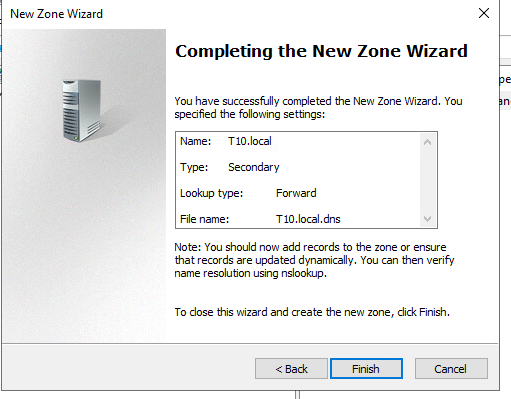 New Zone Wizard
Completing the New Zone Wizard
You have successfully completed the New Zone Wizard. You
specified the following settings:
Name: T10.local
Type: Secondary
Lookup type: Forward
File name: T10.local.dns
Note: You should now add records to the zone or ensure
that records are updated dynamically. You can then verify
name resolution using nslookup.
To close this wizard and create the new zone, click Finish.
< Back Finish Cancel